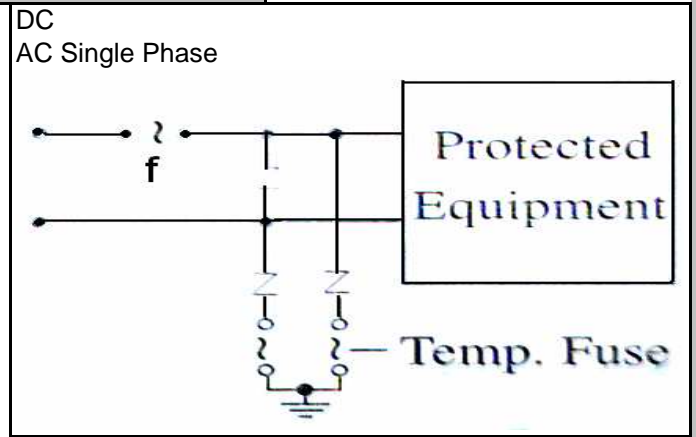 DC
AC Single Phase
f
Protected
Equipment
Temp. Fuse